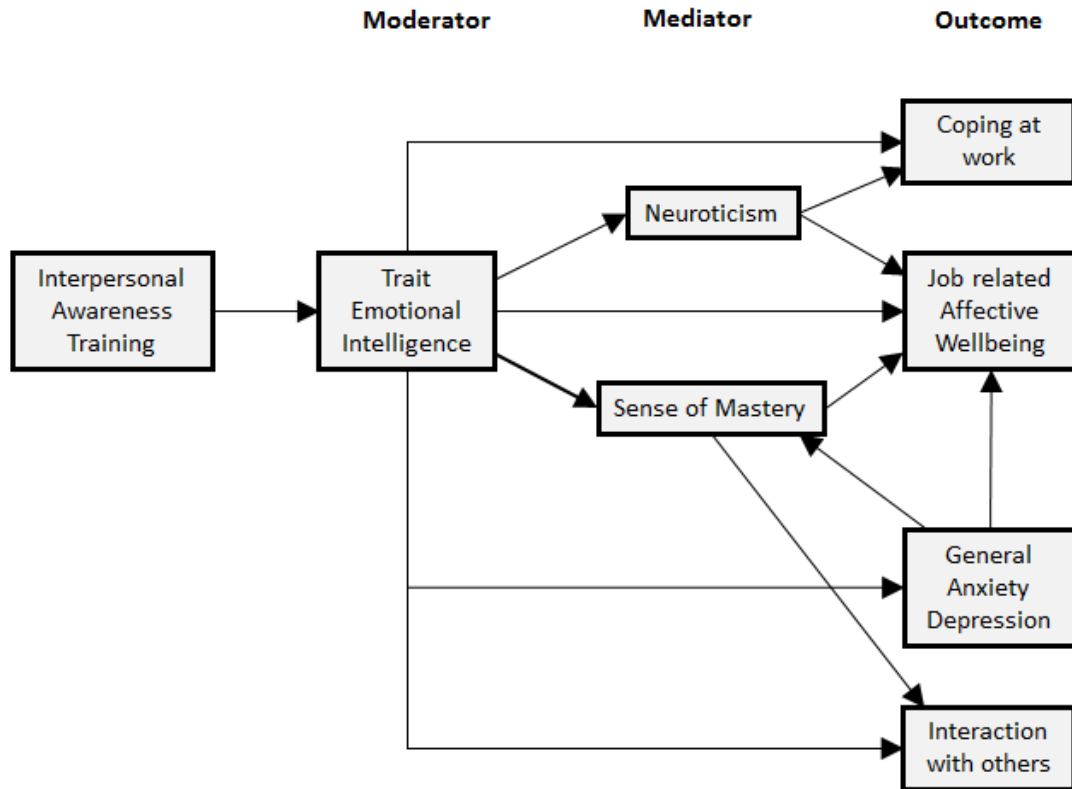 Moderator
Mediator
Outcome
Coping at
work
Neuroticism
Interpersonal
Awareness
Training
Trait
Emotional
Intelligence
Job related
Affective
Wellbeing
Sense of Mastery
General
Anxiety
Depression
Interaction
with others